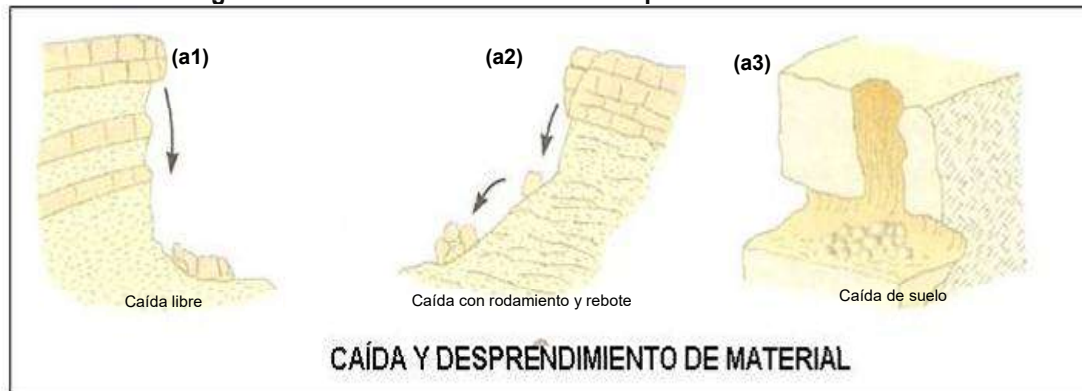 (a1)
(a2)
(a3)
Caída libre
Caída con rodamiento y rebote
Caída de suelo
CAÍDA Y DESPRENDIMIENTO DE MATERIAL